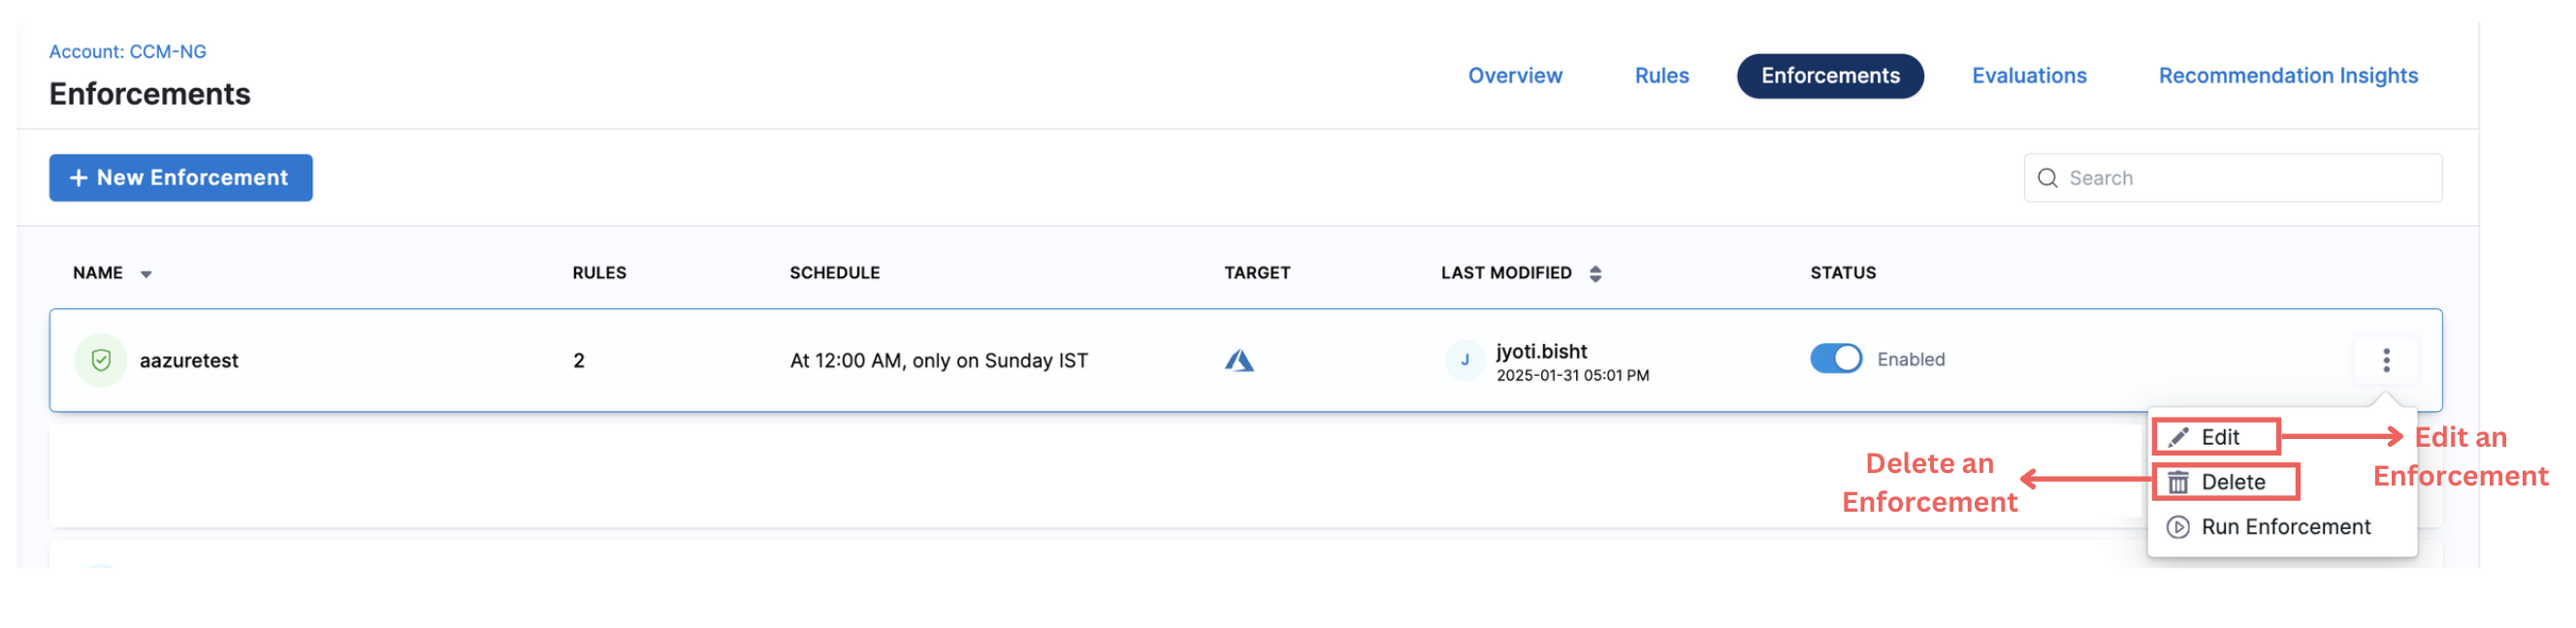 Account: CCM-NG
Enforcements
Overview Rules Enforcements Evaluations Recommendation Insights
+ New Enforcement
Search
NAME RULES SCHEDULE TARGET LAST MODIFIED STATUS
aazuretest 2 At 12:00 AM, only on Sunday IST J jyoti.bisht Enabled
2025-01-31 05:01 PM
Edit
Edit an
Enforcement
Delete an
Enforcement
Delete
Run Enforcement